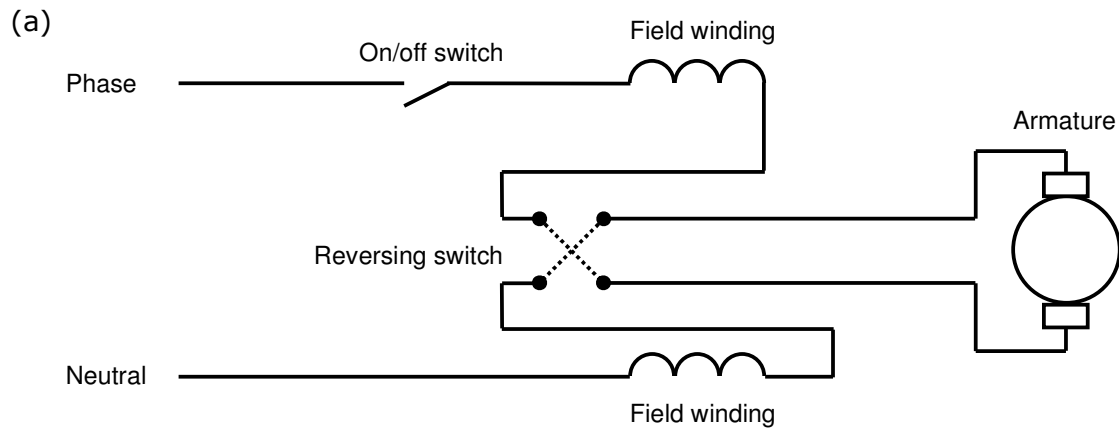 (a)
Field winding
On/off switch
Phase
Armature
Reversing switch
Neutral
Field winding